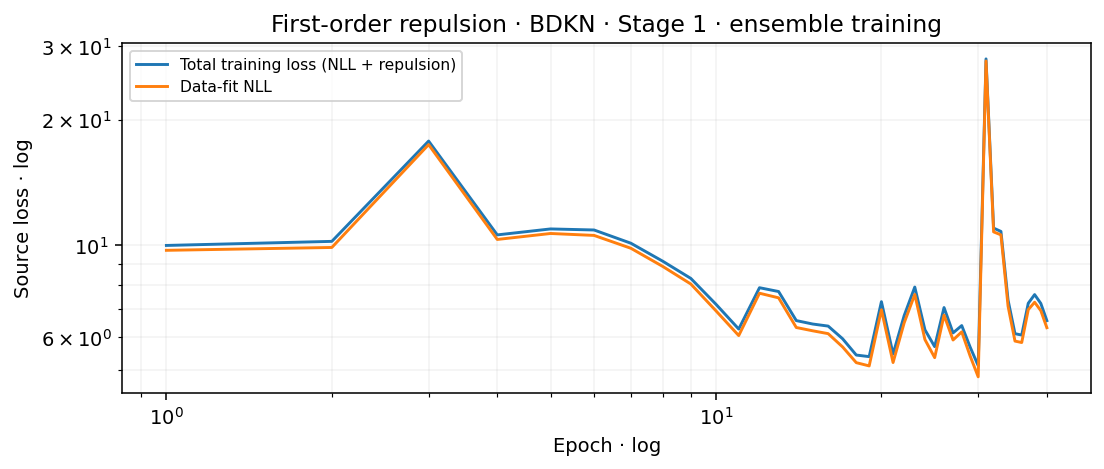 First-order repulsion · BDKN · Stage 1 · ensemble training
Total training loss (NLL + repulsion)
Data-fit NLL
3 × 10¹
2 × 10¹
10¹
6 × 10⁰
Source loss · log
10⁰
10¹
Epoch · log